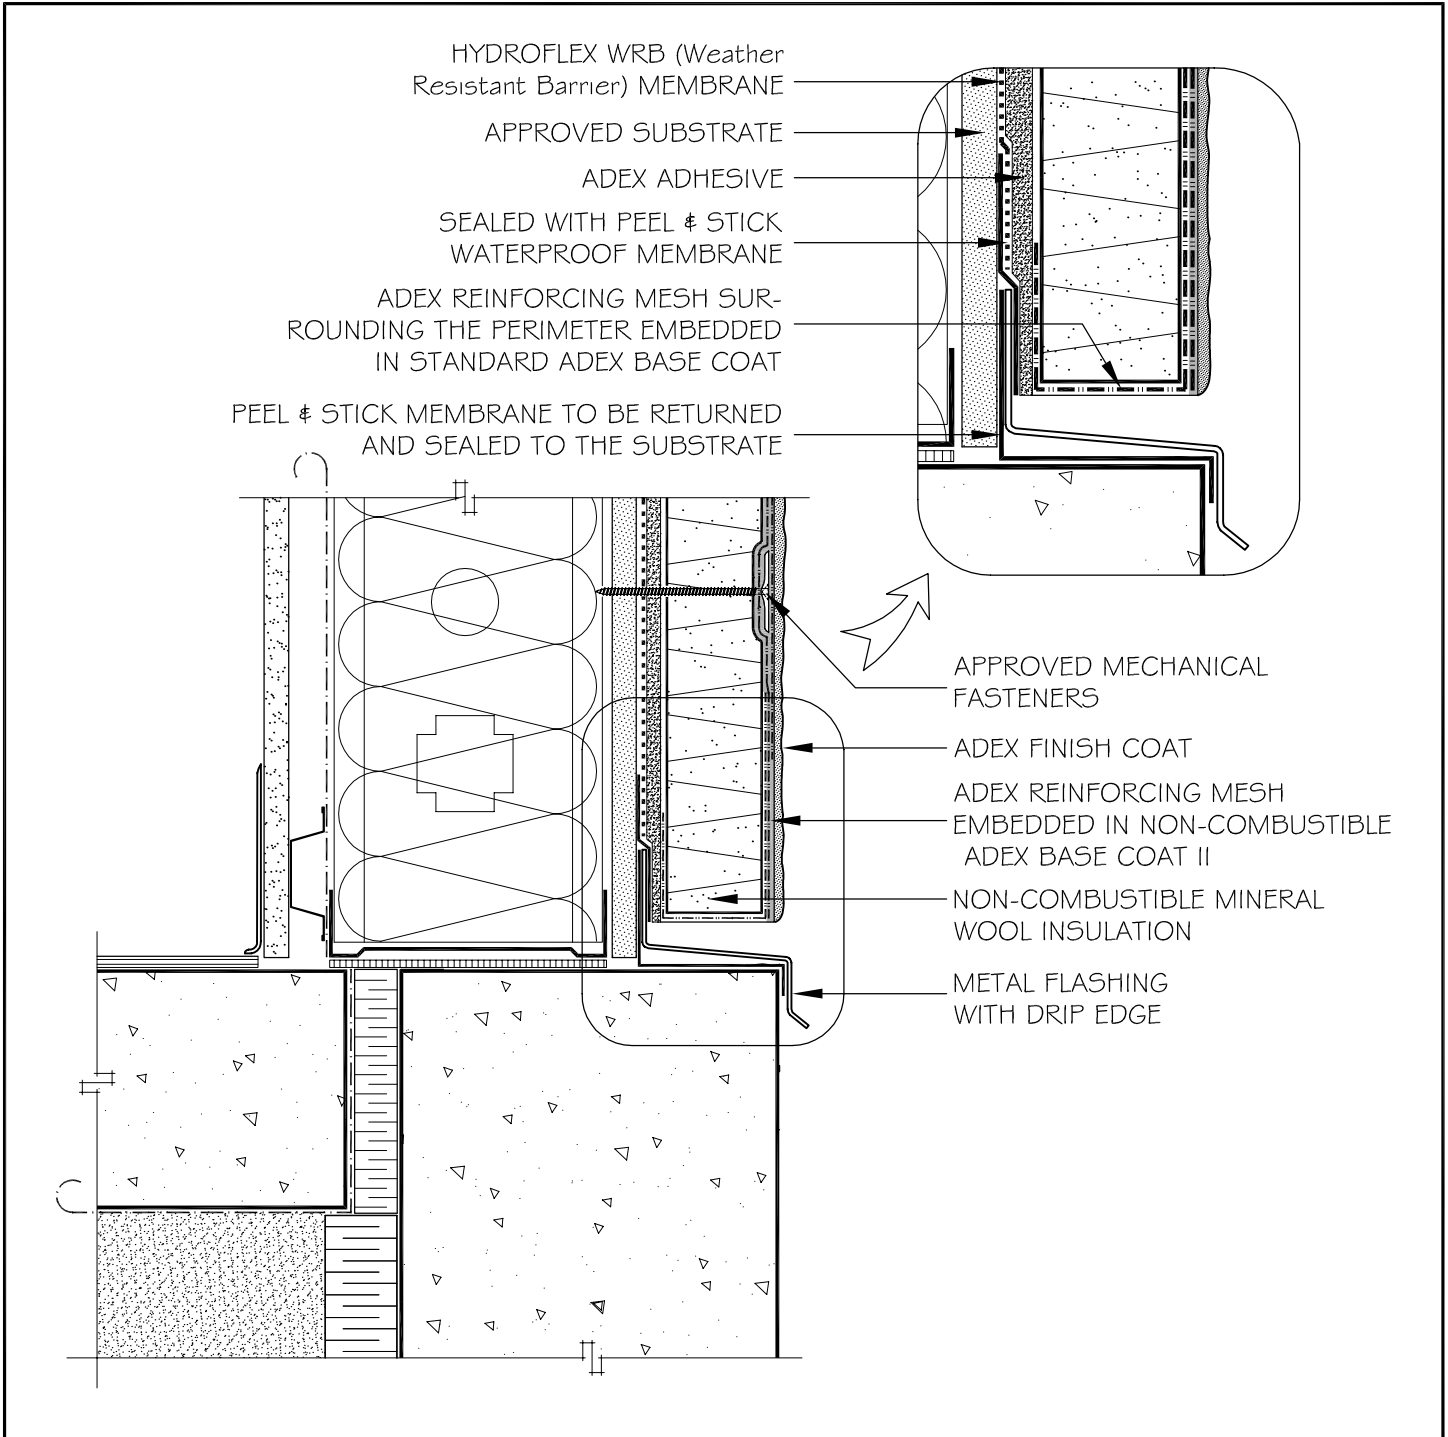 HYDROFLEX WRB (Weather
Resistant Barrier) MEMBRANE
APPROVED SUBSTRATE
ADEX ADHESIVE
SEALED WITH PEEL & STICK
WATERPROOF MEMBRANE
ADEX REINFORCING MESH SUR-
ROUNDING THE PERIMETER EMBEDDED
IN STANDARD ADEX BASE COAT
PEEL & STICK MEMBRANE TO BE RETURNED
AND SEALED TO THE SUBSTRATE
APPROVED MECHANICAL
FASTENERS
ADEX FINISH COAT
ADEX REINFORCING MESH
EMBEDDED IN NON-COMBUSTIBLE
ADEX BASE COAT II
NON-COMBUSTIBLE MINERAL
WOOL INSULATION
METAL FLASHING
WITH DRIP EDGE